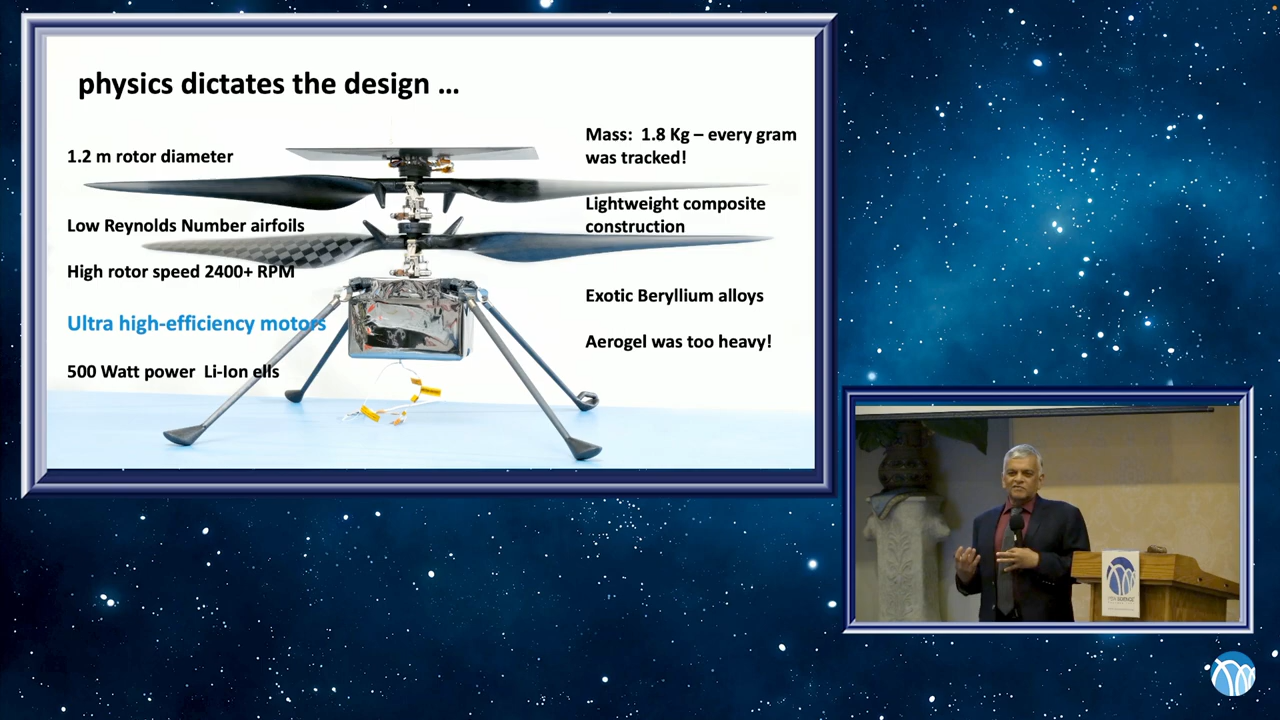 physics dictates the design ...
1.2 m rotor diameter
Low Reynolds Number airfoils
High rotor speed 2400+ RPM
Ultra high-efficiency motors
500 Watt power  Li-Ion ells
Mass:  1.8 Kg – every gram
was tracked!
Lightweight composite
construction
Exotic Beryllium alloys
Aerogel was too heavy!